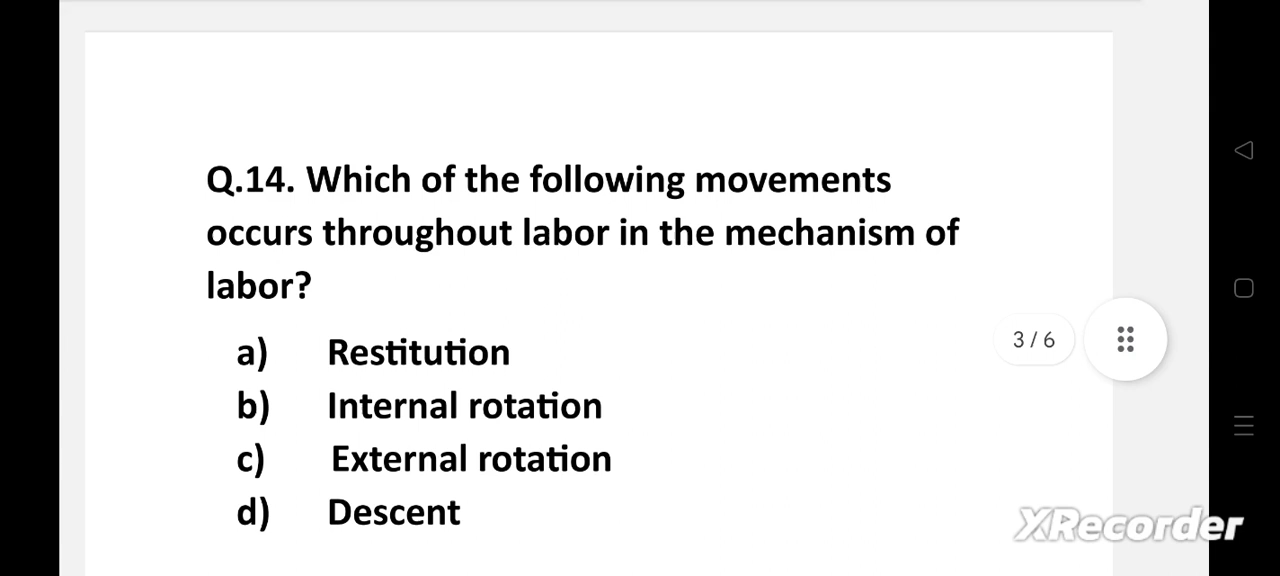 Q.14. Which of the following movements
occurs throughout labor in the mechanism of
labor?
a) Restitution
b) Internal rotation
c) External rotation
d) Descent
3 / 6
XRecorder